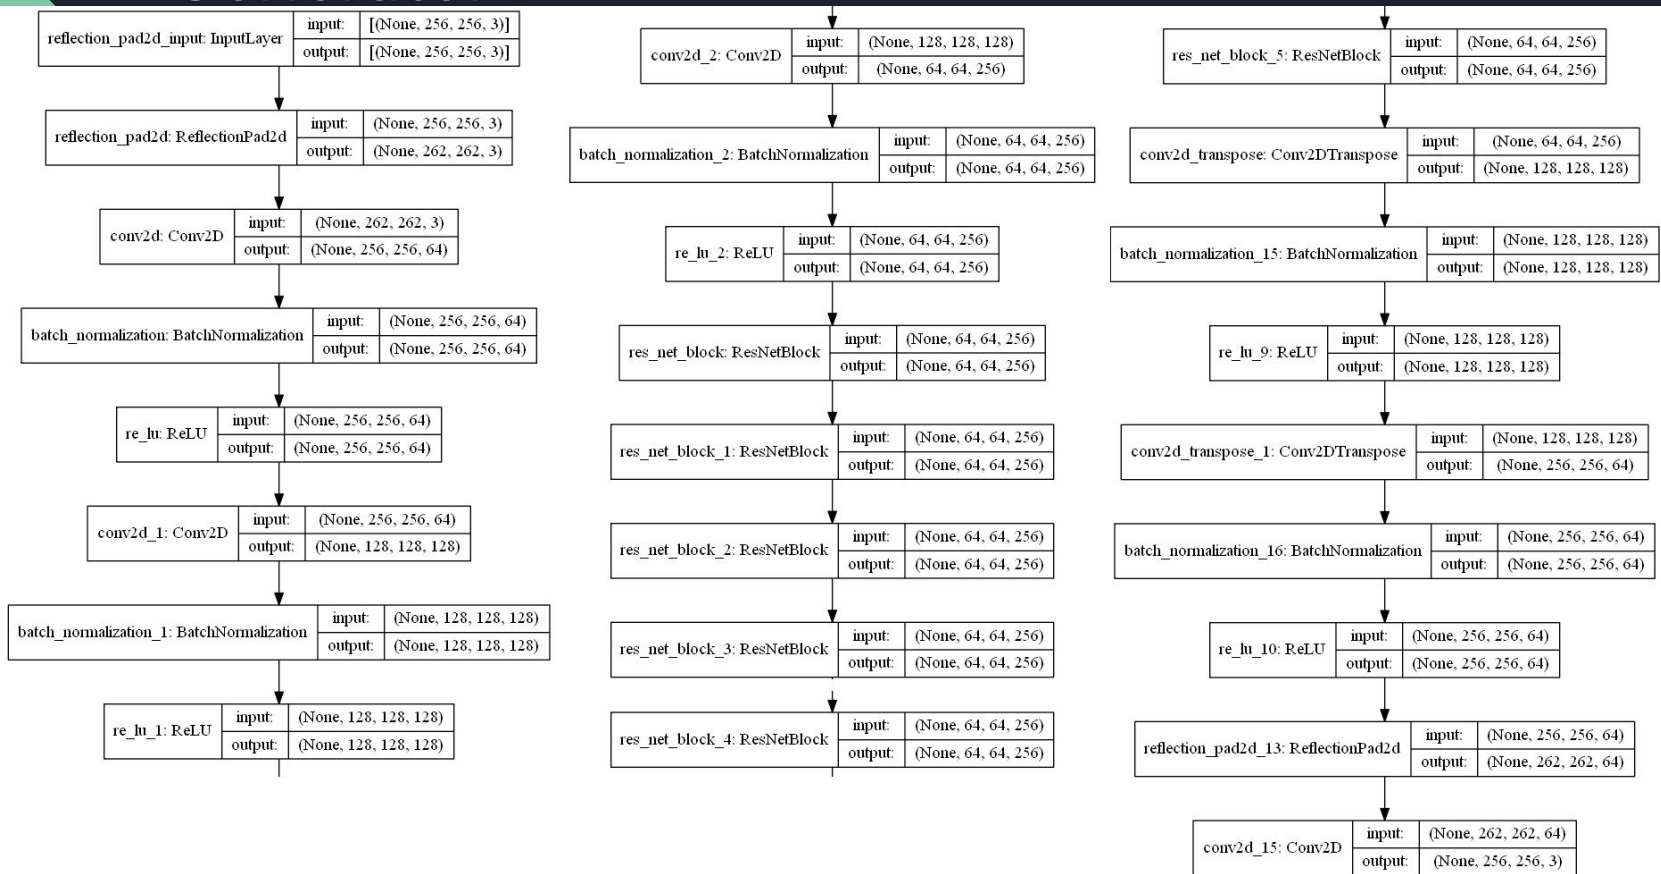 reflection_pad2d_input: InputLayer
input: [(None, 256, 256, 3)]
output: [(None, 256, 256, 3)]
reflection_pad2d: ReflectionPad2d
input: (None, 256, 256, 3)
output: (None, 262, 262, 3)
conv2d: Conv2D
input: (None, 262, 262, 3)
output: (None, 256, 256, 64)
batch_normalization: BatchNormalization
input: (None, 256, 256, 64)
output: (None, 256, 256, 64)
re_lu: ReLU
input: (None, 256, 256, 64)
output: (None, 256, 256, 64)
conv2d_1: Conv2D
input: (None, 256, 256, 64)
output: (None, 128, 128, 128)
batch_normalization_1: BatchNormalization
input: (None, 128, 128, 128)
output: (None, 128, 128, 128)
re_lu_1: ReLU
input: (None, 128, 128, 128)
output: (None, 128, 128, 128)
conv2d_2: Conv2D
input: (None, 128, 128, 128)
output: (None, 64, 64, 256)
batch_normalization_2: BatchNormalization
input: (None, 64, 64, 256)
output: (None, 64, 64, 256)
re_lu_2: ReLU
input: (None, 64, 64, 256)
output: (None, 64, 64, 256)
res_net_block: ResNetBlock
input: (None, 64, 64, 256)
output: (None, 64, 64, 256)
res_net_block_1: ResNetBlock
input: (None, 64, 64, 256)
output: (None, 64, 64, 256)
res_net_block_2: ResNetBlock
input: (None, 64, 64, 256)
output: (None, 64, 64, 256)
res_net_block_3: ResNetBlock
input: (None, 64, 64, 256)
output: (None, 64, 64, 256)
res_net_block_4: ResNetBlock
input: (None, 64, 64, 256)
output: (None, 64, 64, 256)
res_net_block_5: ResNetBlock
input: (None, 64, 64, 256)
output: (None, 64, 64, 256)
conv2d_transpose: Conv2DTranspose
input: (None, 64, 64, 256)
output: (None, 128, 128, 128)
batch_normalization_15: BatchNormalization
input: (None, 128, 128, 128)
output: (None, 128, 128, 128)
re_lu_9: ReLU
input: (None, 128, 128, 128)
output: (None, 128, 128, 128)
conv2d_transpose_1: Conv2DTranspose
input: (None, 128, 128, 128)
output: (None, 256, 256, 64)
batch_normalization_16: BatchNormalization
input: (None, 256, 256, 64)
output: (None, 256, 256, 64)
re_lu_10: ReLU
input: (None, 256, 256, 64)
output: (None, 256, 256, 64)
reflection_pad2d_13: ReflectionPad2d
input: (None, 256, 256, 64)
output: (None, 262, 262, 64)
conv2d_15: Conv2D
input: (None, 262, 262, 64)
output: (None, 256, 256, 3)